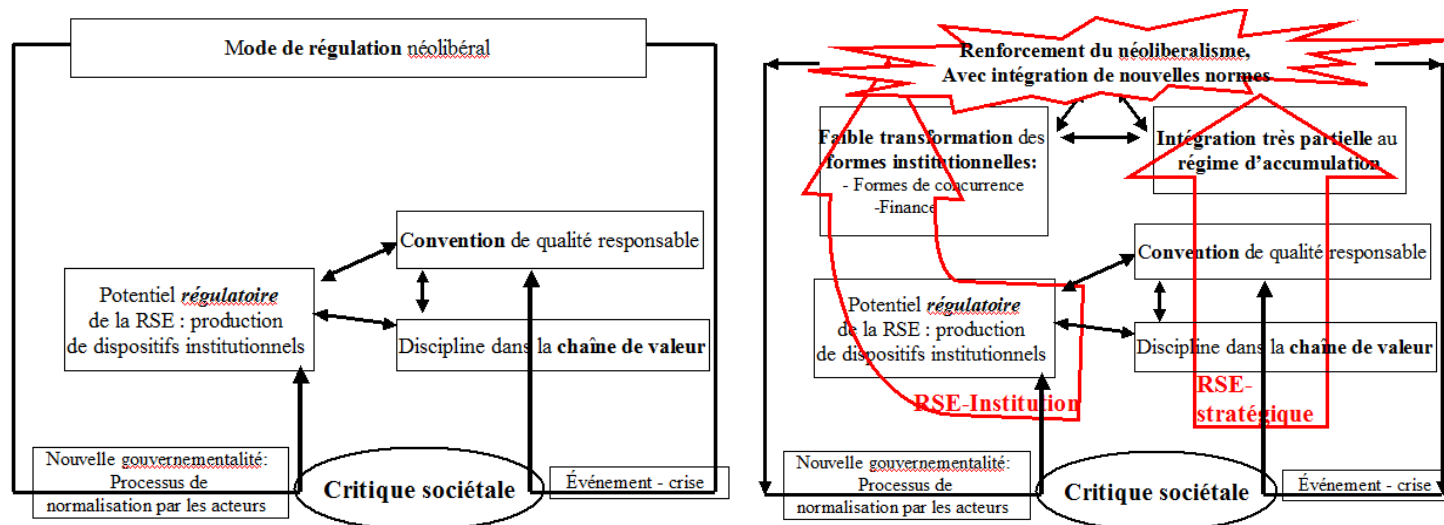 Mode de régulation néolibéral
Convention de qualité responsable
Potentiel régulatoire
de la RSE : production
de dispositifs institutionnels
Discipline dans la chaîne de valeur
Nouvelle gouvernementalité:
Processus de
normalisation par les acteurs
Critique sociétale
Événement - crise
Renforcement du néoliberalisme,
Avec intégration de nouvelles normes
Faible transformation des
formes institutionnelles:
- Formes de concurrence
-Finance
Intégration très partielle au
régime d'accumulation
Convention de qualité responsable
Potentiel régulatoire
de la RSE : production
de dispositifs institutionnels
Discipline dans la chaîne de valeur
RSE-Institution
RSE-
stratégique
Nouvelle gouvernementalité:
Processus de
normalisation par les acteurs
Critique sociétale
Événement - crise